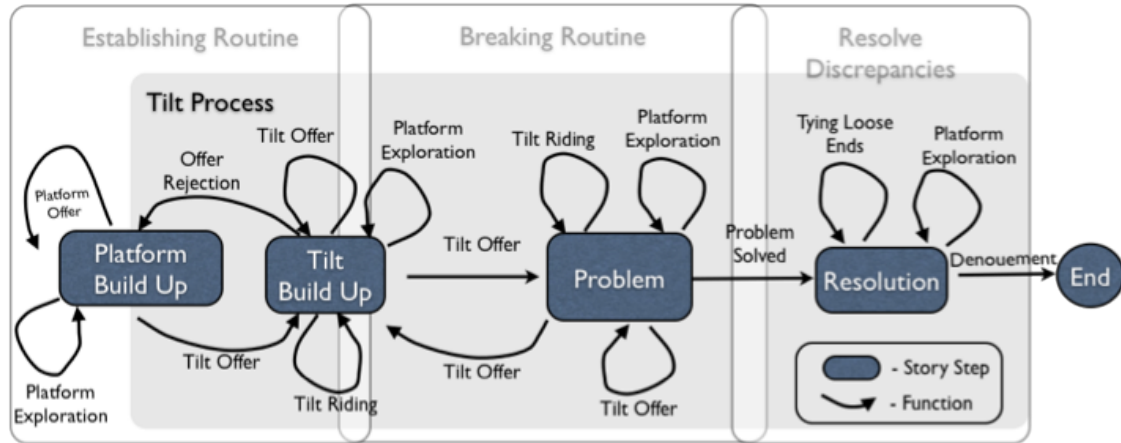 Establishing Routine
Breaking Routine
Resolve
Discrepancies
Tilt Process
Platform
Offer
Offer
Rejection
Tilt Offer
Platform
Exploration
Tilt Riding
Platform
Exploration
Tying Loose
Ends
Platform
Exploration
Platform
Build Up
Tilt
Build Up
Tilt Offer
Problem
Problem
Solved
Resolution
Denouement
End
Platform
Exploration
Tilt Offer
Tilt Riding
Tilt Offer
Tilt Offer
- Story Step
- Function